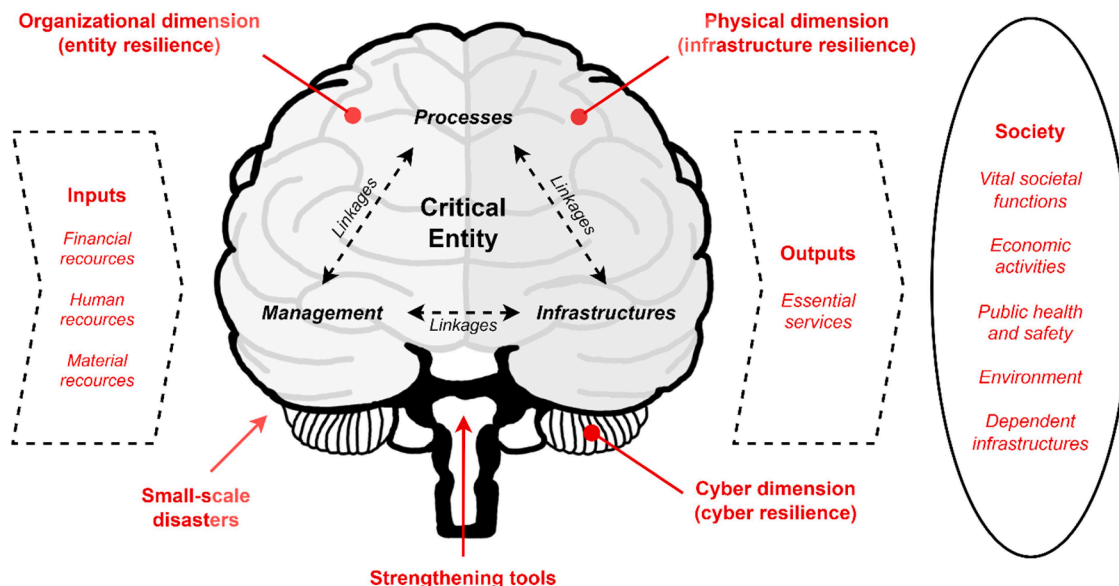 Organizational dimension
(entity resilience)
Physical dimension
(infrastructure resilience)
Inputs
Financial
recources
Human
recources
Material
recources
Processes
Linkages
Linkages
Critical
Entity
Management
Linkages
Infrastructures
Outputs
Essential
services
Society
Vital societal
functions
Economic
activities
Public health
and safety
Environment
Dependent
infrastructures
Small-scale
disasters
Cyber dimension
(cyber resilience)
Strengthening tools